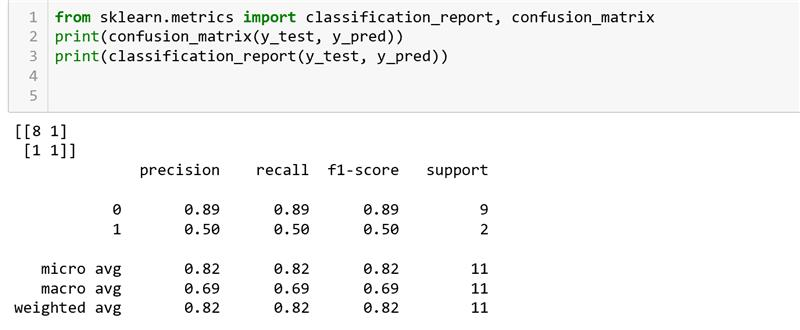 1 from sklearn.metrics import classification_report, confusion_matrix
2 print(confusion_matrix(y_test, y_pred))
3 print(classification_report(y_test, y_pred))
4
5
[[8 1]
 [1 1]]
              precision    recall  f1-score   support

           0       0.89      0.89      0.89         9
           1       0.50      0.50      0.50         2

   micro avg       0.82      0.82      0.82        11
   macro avg       0.69      0.69      0.69        11
weighted avg       0.82      0.82      0.82        11